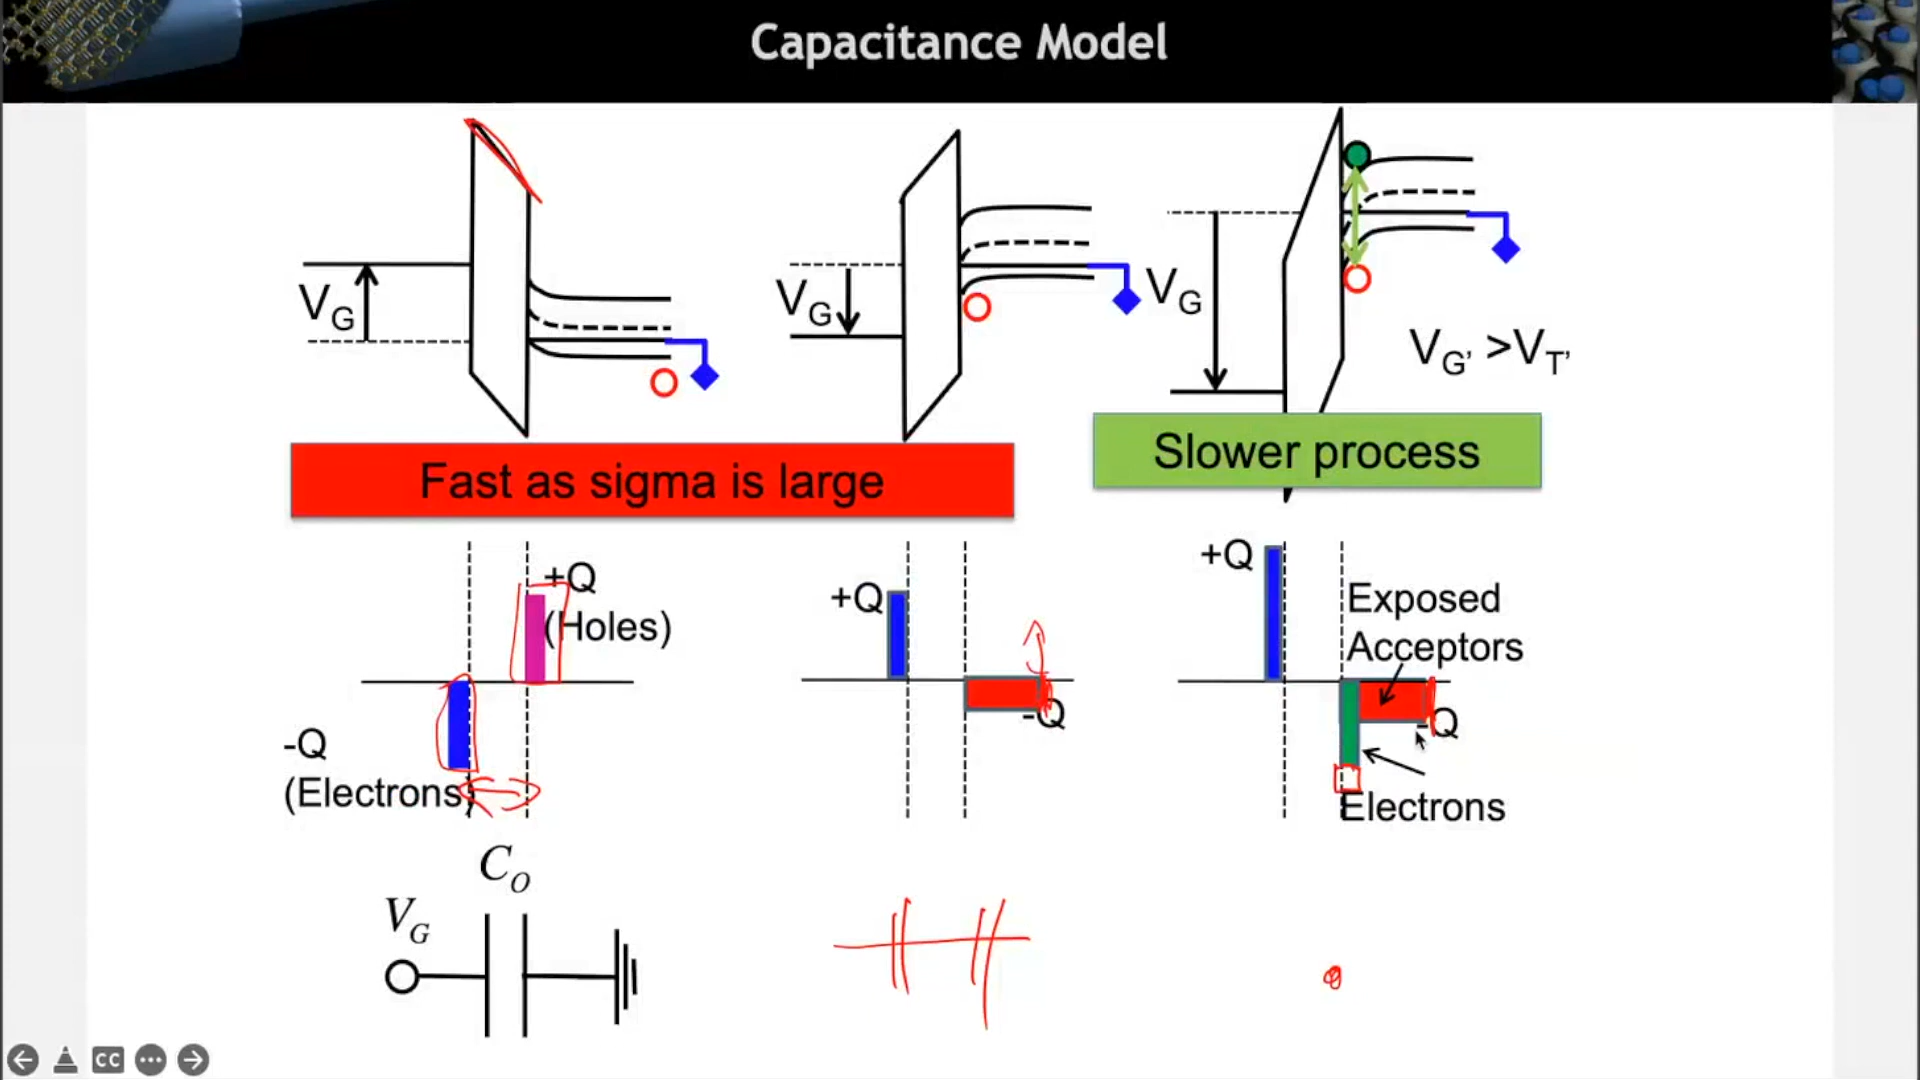 Capacitance Model
V_G
V_G
V_G
V_G' >V_T'
Fast as sigma is large
Slower process
+Q
(Holes)
-Q
(Electrons)
+Q
-Q
+Q
Exposed
Acceptors
-Q
Electrons
C_O
V_G
CC